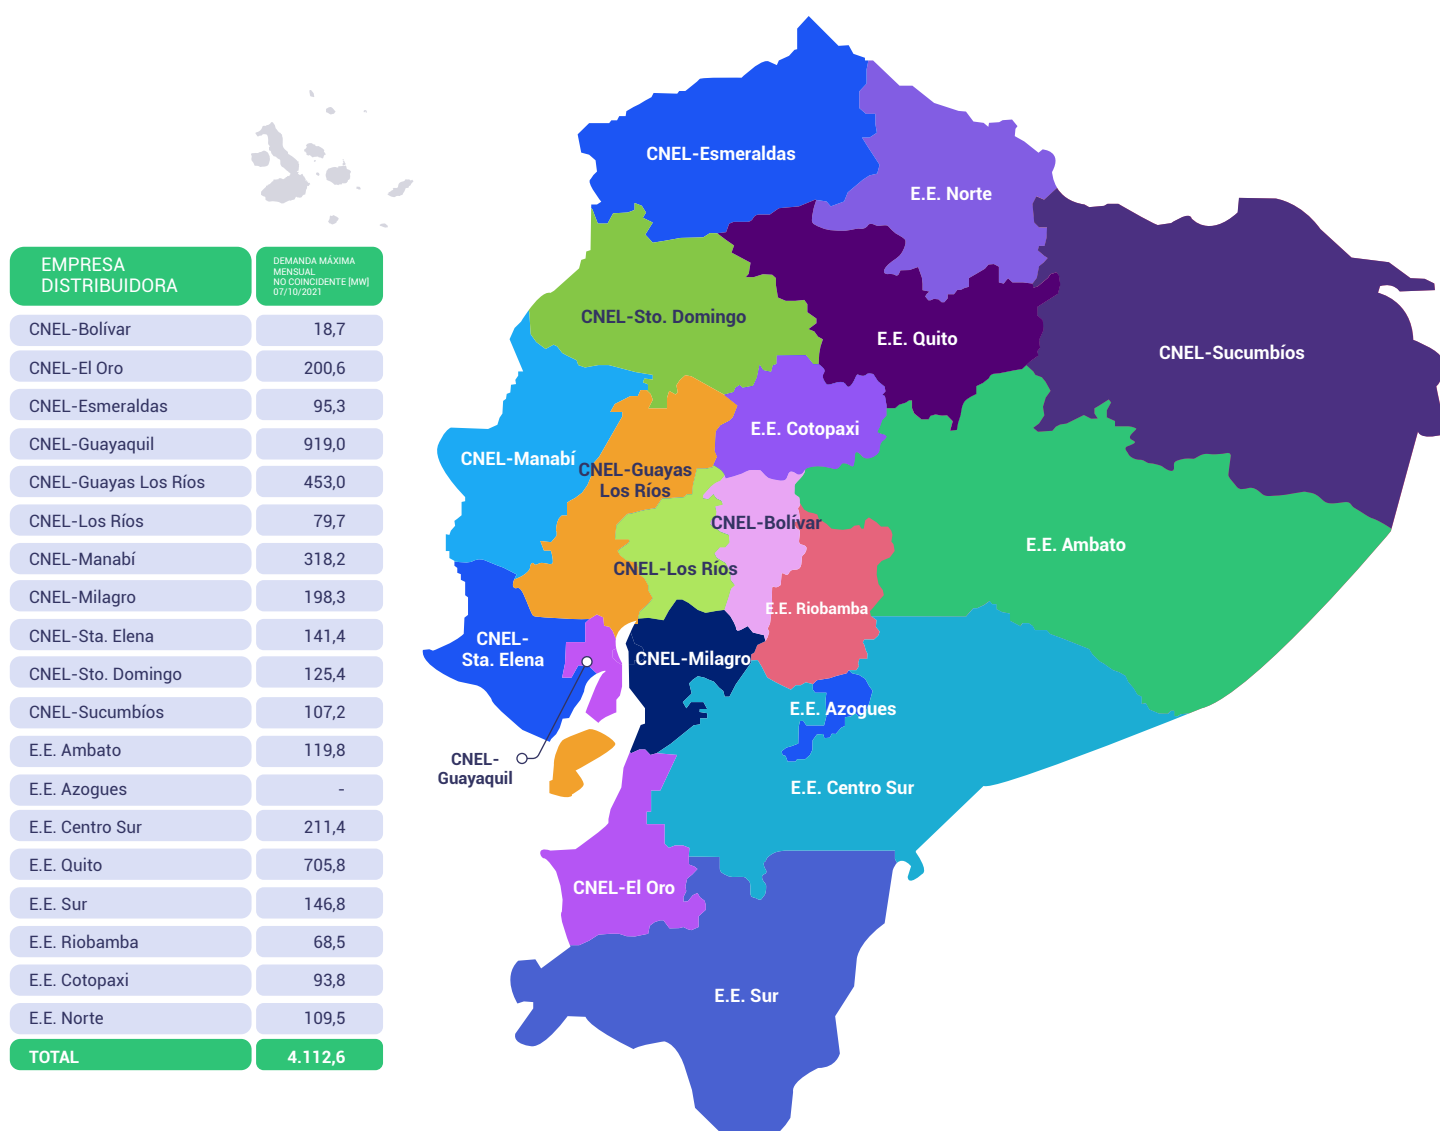 EMPRESA
DISTRIBUIDORA
DEMANDA MÁXIMA
MENSUAL
NO COINCIDENTE [MW]
07/10/2021
CNEL-Bolívar 18,7
CNEL-El Oro 200,6
CNEL-Esmeraldas 95,3
CNEL-Guayaquil 919,0
CNEL-Guayas Los Ríos 453,0
CNEL-Los Ríos 79,7
CNEL-Manabí 318,2
CNEL-Milagro 198,3
CNEL-Sta. Elena 141,4
CNEL-Sto. Domingo 125,4
CNEL-Sucumbíos 107,2
E.E. Ambato 119,8
E.E. Azogues -
E.E. Centro Sur 211,4
E.E. Quito 705,8
E.E. Sur 146,8
E.E. Riobamba 68,5
E.E. Cotopaxi 93,8
E.E. Norte 109,5
TOTAL 4.112,6
CNEL-Esmeraldas
E.E. Norte
CNEL-Sto. Domingo
E.E. Quito
CNEL-Sucumbíos
E.E. Cotopaxi
CNEL-Manabí
CNEL-Guayas
Los Ríos
CNEL-Bolívar
E.E. Ambato
CNEL-Los Ríos
E.E. Riobamba
CNEL-
Sta. Elena
CNEL-Milagro
E.E. Azogues
CNEL-
Guayaquil
E.E. Centro Sur
CNEL-El Oro
E.E. Sur